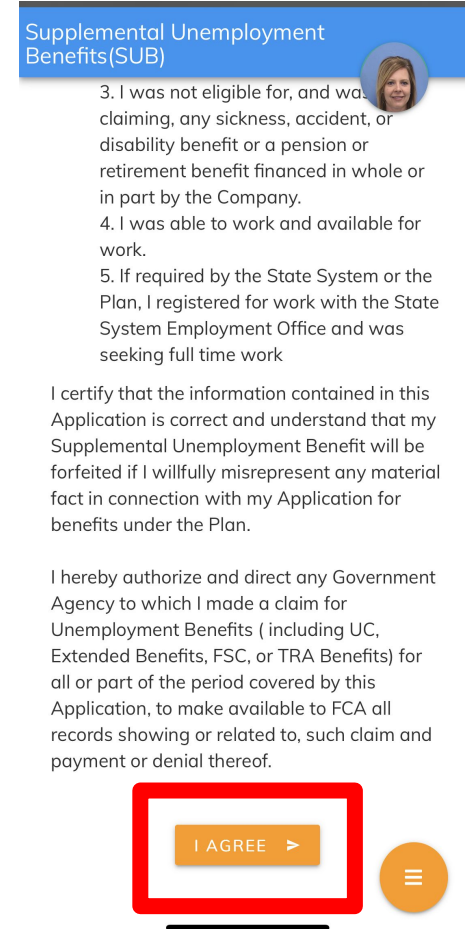 Supplemental Unemployment
Benefits(SUB)
3. I was not eligible for, and was
claiming, any sickness, accident, or
disability benefit or a pension or
retirement benefit financed in whole or
in part by the Company.
4. I was able to work and available for
work.
5. If required by the State System or the
Plan, I registered for work with the State
System Employment Office and was
seeking full time work
I certify that the information contained in this
Application is correct and understand that my
Supplemental Unemployment Benefit will be
forfeited if I willfully misrepresent any material
fact in connection with my Application for
benefits under the Plan.
I hereby authorize and direct any Government
Agency to which I made a claim for
Unemployment Benefits ( including UC,
Extended Benefits, FSC, or TRA Benefits) for
all or part of the period covered by this
Application, to make available to FCA all
records showing or related to, such claim and
payment or denial thereof.
I AGREE